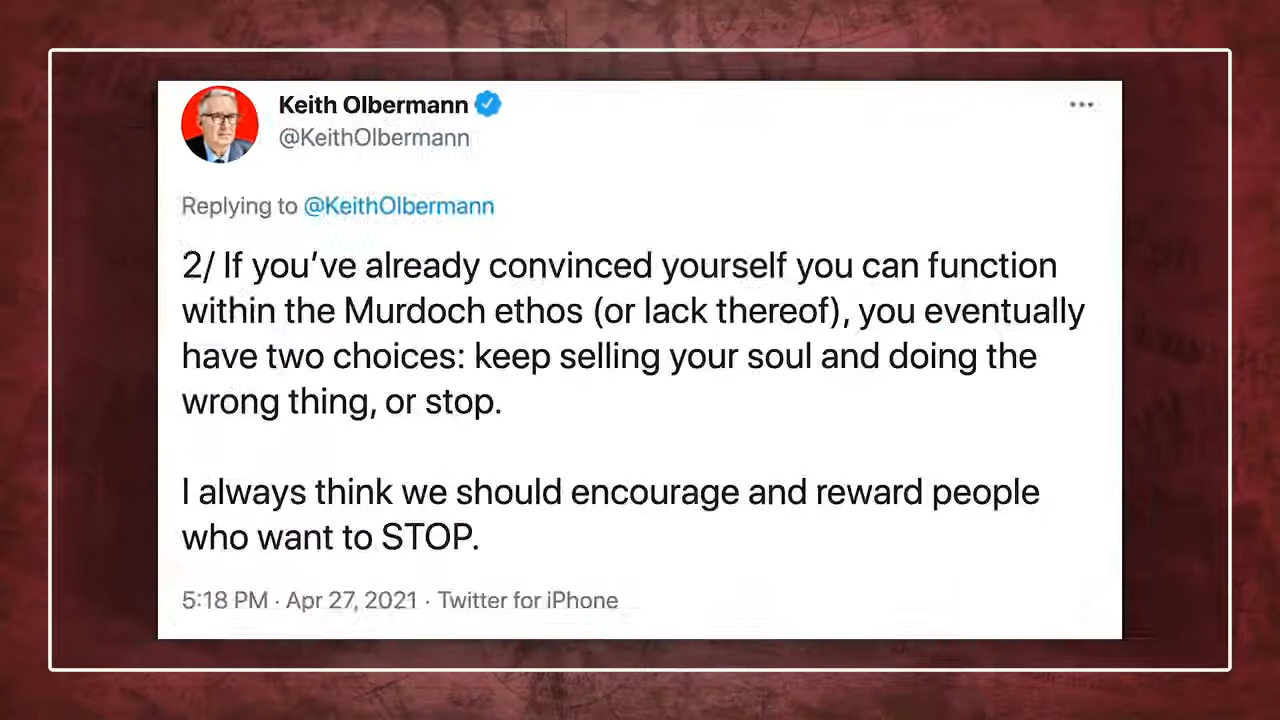 Keith Olbermann
@KeithOlbermann
Replying to @KeithOlbermann
2/ If you’ve already convinced yourself you can function
within the Murdoch ethos (or lack thereof), you eventually
have two choices: keep selling your soul and doing the
wrong thing, or stop.
I always think we should encourage and reward people
who want to STOP.
5:18 PM · Apr 27, 2021 · Twitter for iPhone